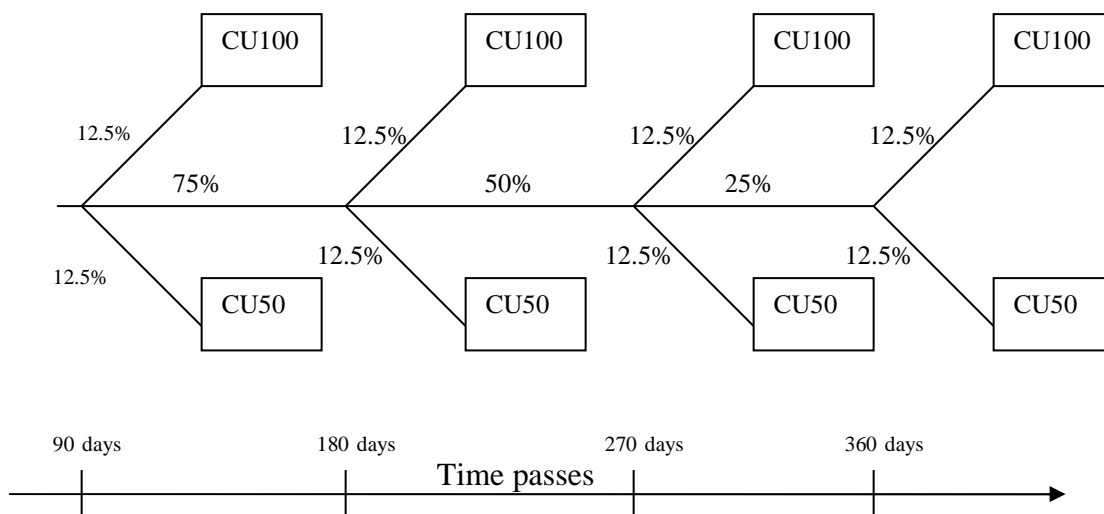 CU100 CU100 CU100 CU100
12.5% 12.5% 12.5% 12.5%
75% 50% 25%
12.5% 12.5% 12.5% 12.5%
CU50 CU50 CU50 CU50
90 days 180 days 270 days 360 days
Time passes